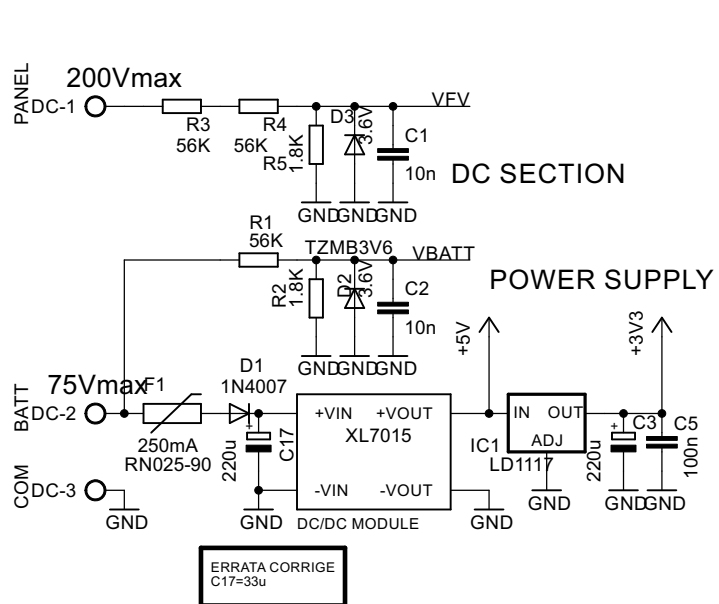 PANEL
200Vmax
DC-1
R3
56K
R4
56K
R5
1.8K
D3
3.6V
VFV
C1
10n
DC SECTION
GND
GND
GND
R1
56K
TZMB3V6
VBATT
R2
1.8K
D2
3.6V
C2
10n
POWER SUPPLY
GND
GND
GND
+5V
+3V3
BATT
75Vmax
DC-2
F1
250mA
RN025-90
D1
1N4007
+
220u
C17
+VIN +VOUT
XL7015
-VIN -VOUT
DC/DC MODULE
IN OUT
ADJ
IC1
LD1117
+
220u
C3
C5
100n
COM
DC-3
GND
GND
GND
GND
GND
GND
ERRATA CORRIGE
C17=33u